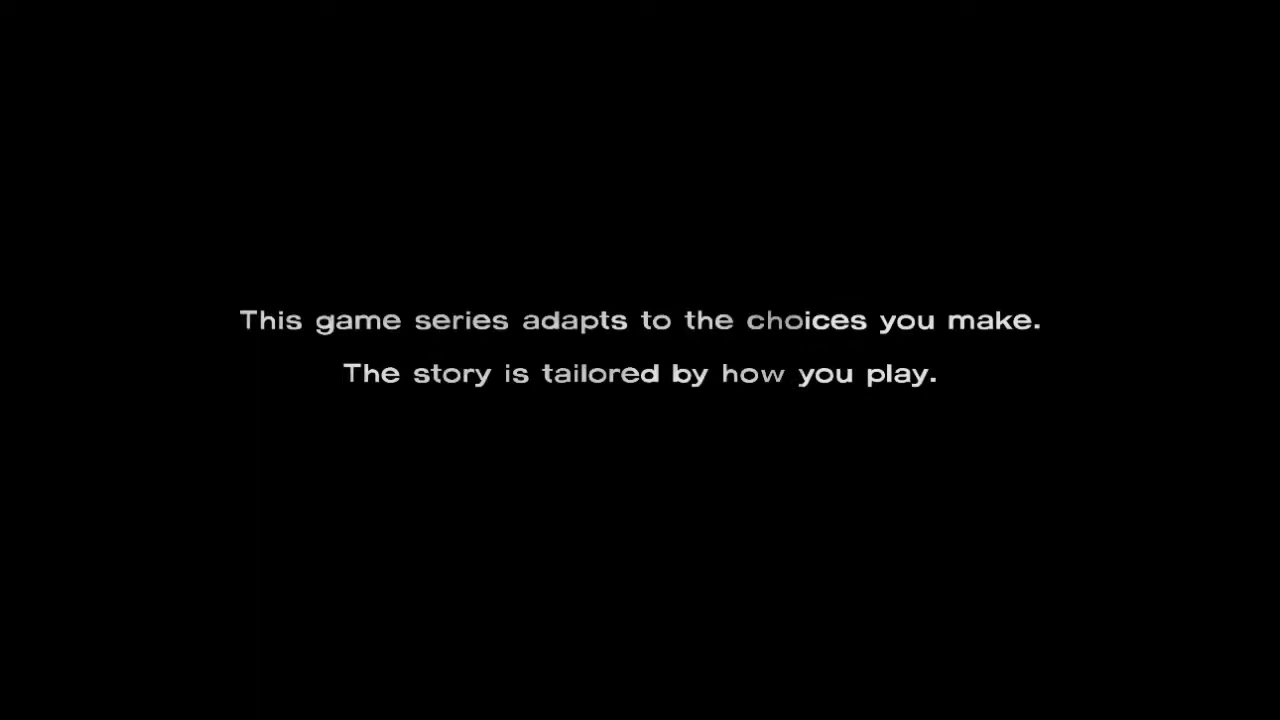 This game series adapts to the choices you make.
The story is tailored by how you play.